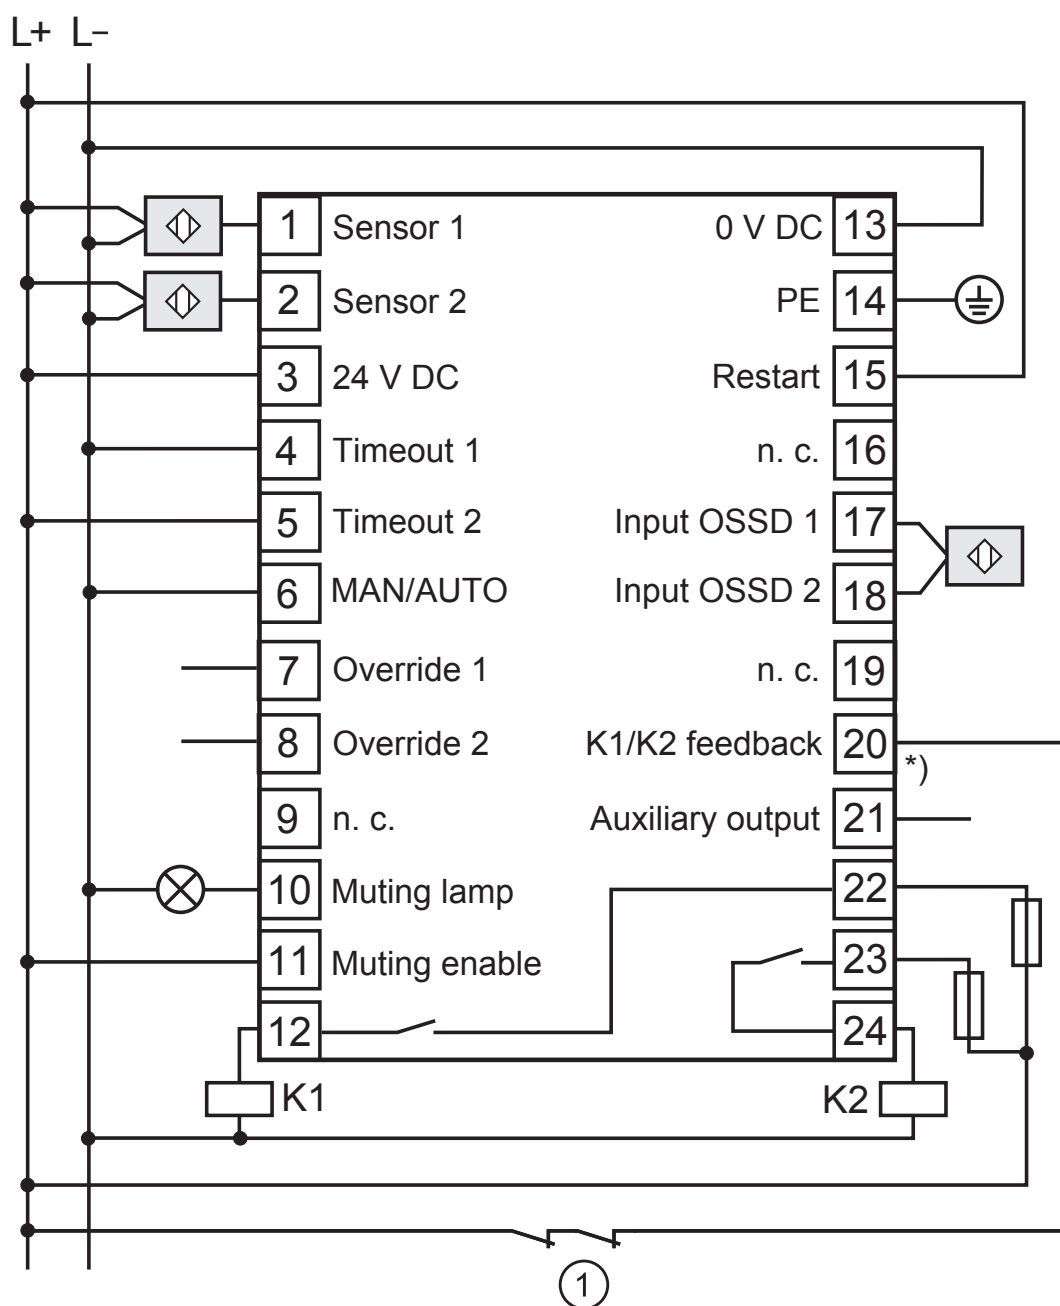 L+ L−
1 Sensor 1 0 V DC 13
2 Sensor 2 PE 14
3 24 V DC Restart 15
4 Timeout 1 n. c. 16
5 Timeout 2 Input OSSD 1 17
6 MAN/AUTO Input OSSD 2 18
7 Override 1 n. c. 19
8 Override 2 K1/K2 feedback 20 *)
9 n. c. Auxiliary output 21
10 Muting lamp 22
11 Muting enable 23
12 24
K1 K2
1